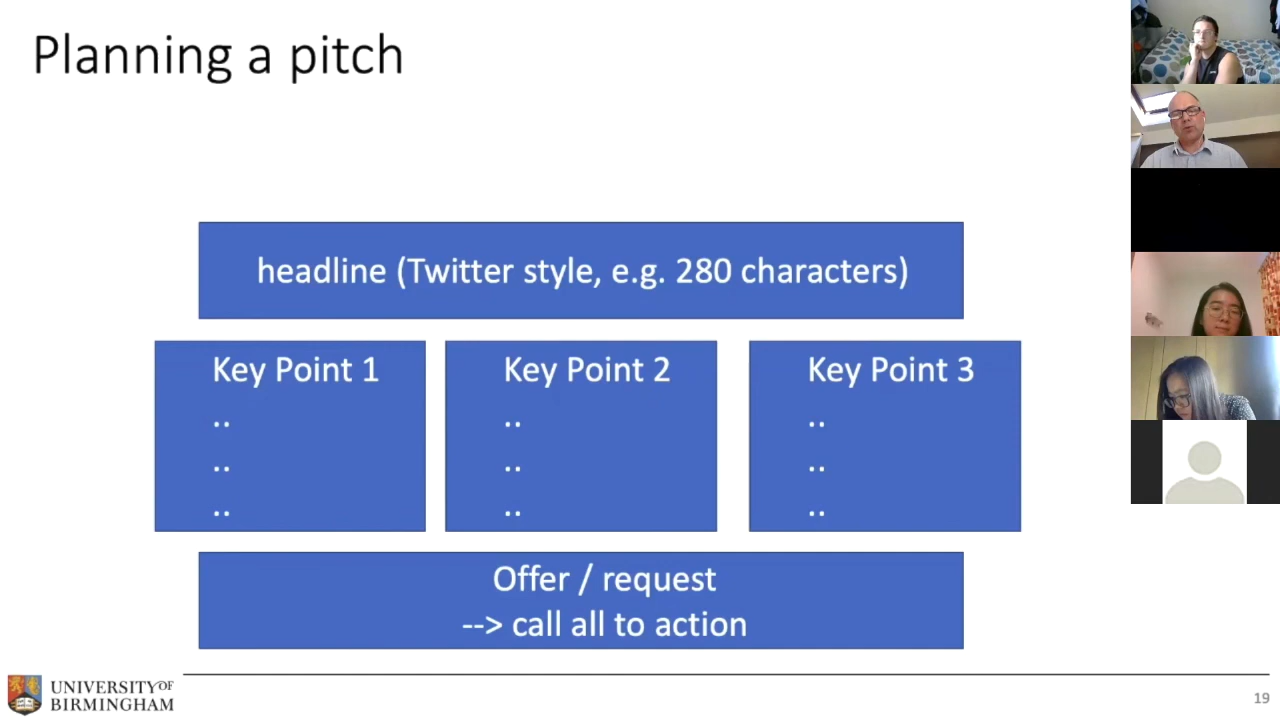 Planning a pitch
headline (Twitter style, e.g. 280 characters)
Key Point 1
..
..
..
Key Point 2
..
..
..
Key Point 3
..
..
..
Offer / request
--> call all to action
UNIVERSITY OF
BIRMINGHAM
19